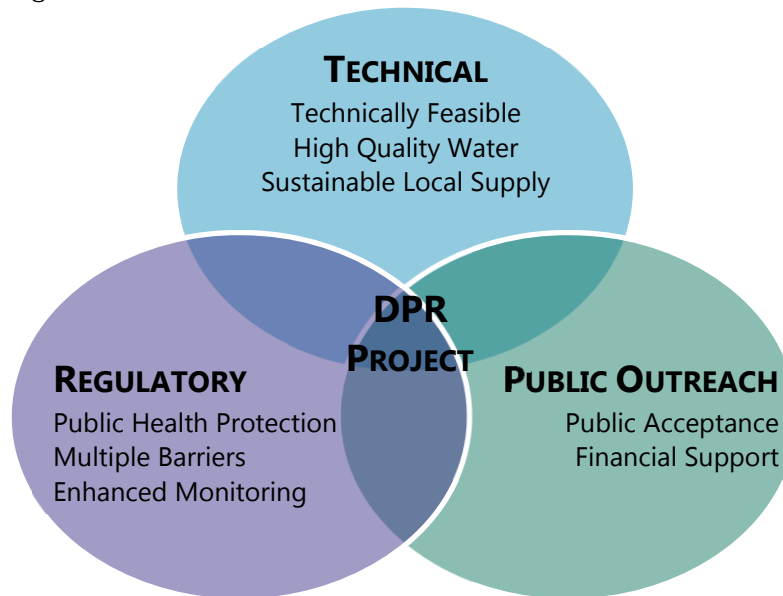 TECHNICAL
Technically Feasible
High Quality Water
Sustainable Local Supply
DPR
PROJECT
REGULATORY
Public Health Protection
Multiple Barriers
Enhanced Monitoring
PUBLIC OUTREACH
Public Acceptance
Financial Support